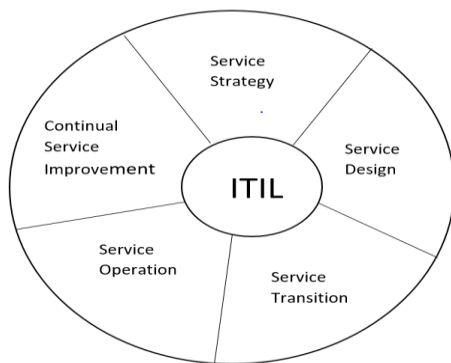 Service
Strategy
Continual
Service
Improvement
Service
Design
ITIL
Service
Operation
Service
Transition